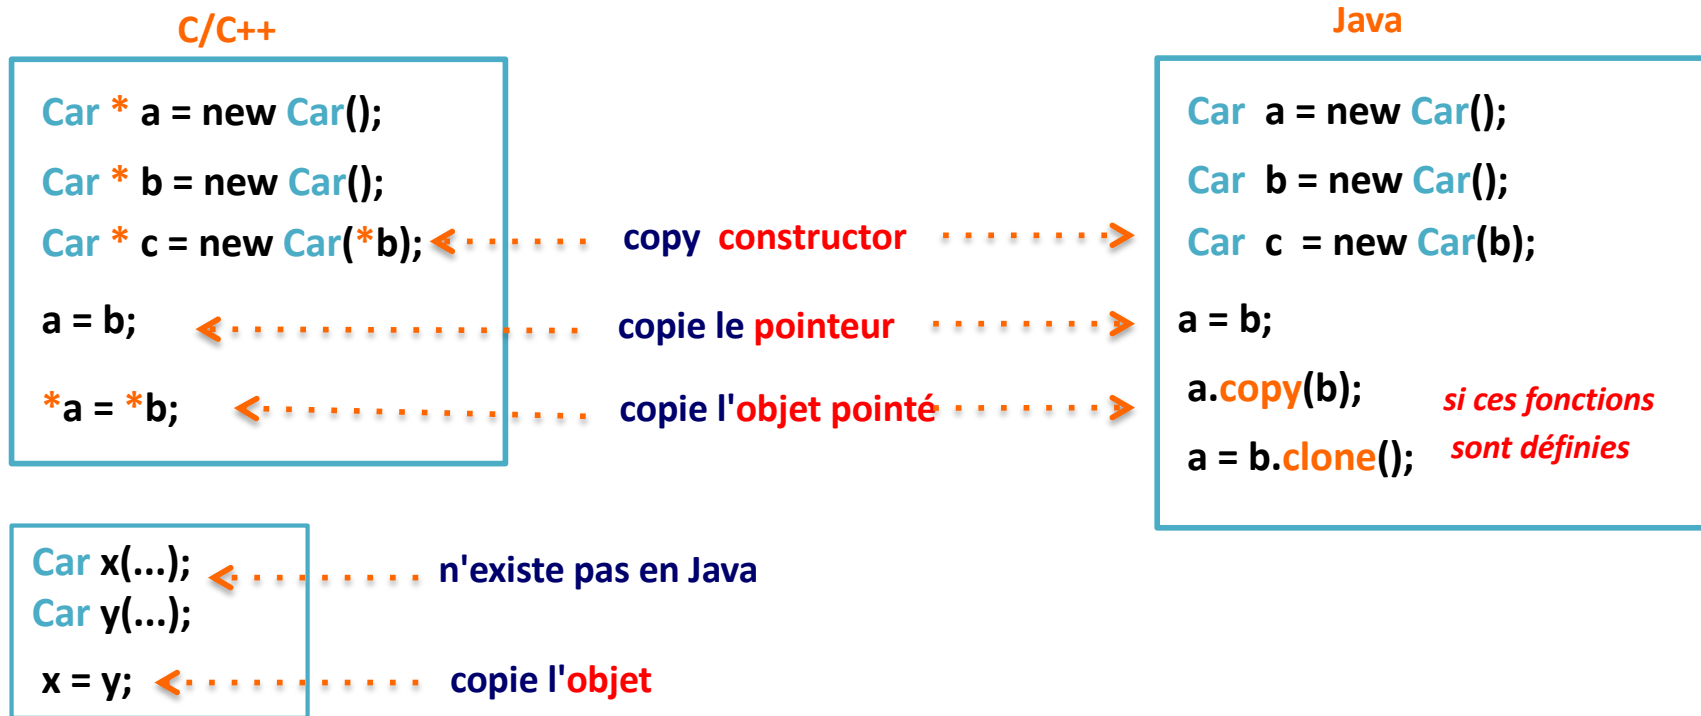 C/C++
Car * a = new Car();
Car * b = new Car();
Car * c = new Car(*b);
a = b;
*a = *b;
copy constructor
copie le pointeur
copie l'objet pointé
Java
Car a = new Car();
Car b = new Car();
Car c = new Car(b);
a = b;
a.copy(b);
a = b.clone();
si ces fonctions
sont définies
Car x(...);
Car y(...);
x = y;
n'existe pas en Java
copie l'objet